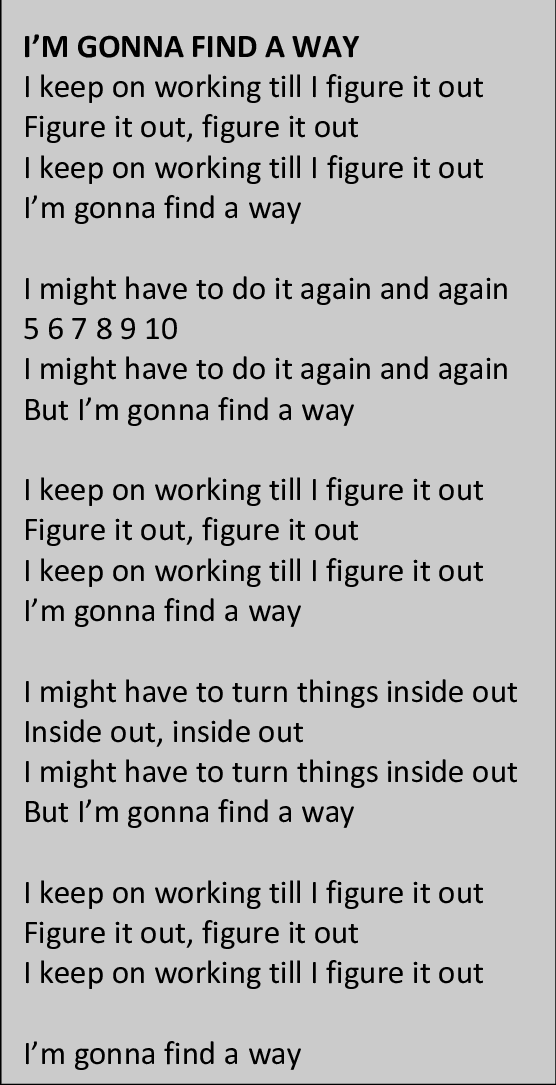 I’M GONNA FIND A WAY
I keep on working till I figure it out
Figure it out, figure it out
I keep on working till I figure it out
I’m gonna find a way

I might have to do it again and again
5 6 7 8 9 10
I might have to do it again and again
But I’m gonna find a way

I keep on working till I figure it out
Figure it out, figure it out
I keep on working till I figure it out
I’m gonna find a way

I might have to turn things inside out
Inside out, inside out
I might have to turn things inside out
But I’m gonna find a way

I keep on working till I figure it out
Figure it out, figure it out
I keep on working till I figure it out

I’m gonna find a way